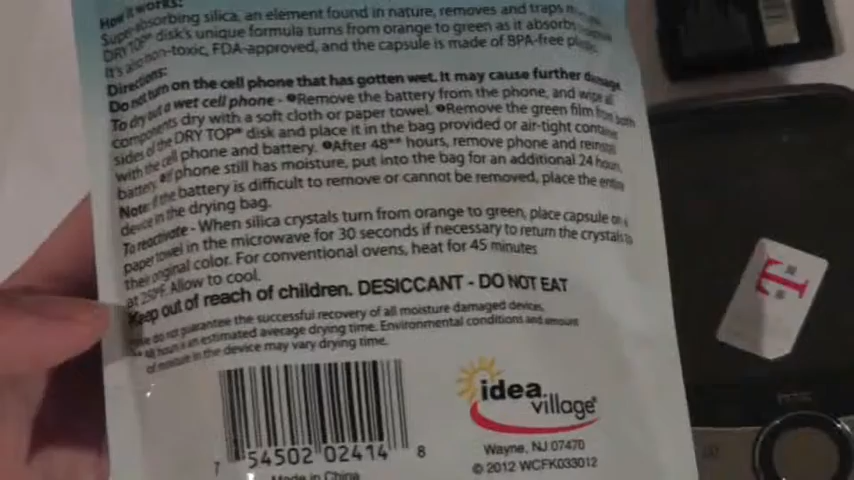 How it works:
Super-absorbing silica, an element found in nature, removes and traps
DRY TOP® disk's unique formula turns from orange to green as it absorbs
It's also non-toxic, FDA-approved, and the capsule is made of BPA-free
Directions:
Do not turn on the cell phone that has gotten wet. It may cause further damage.
To dry out a wet cell phone - Remove the battery from the phone, and wipe all
components dry with a soft cloth or paper towel. Remove the green film from both
sides of the DRY TOP® disk and place it in the bag provided or air-tight container
with the cell phone and battery. After 48** hours, remove phone and reinstall
battery. If phone still has moisture, put into the bag for an additional 24 hours.
Note: if the battery is difficult to remove or cannot be removed, place the entire
device in the drying bag.
To reactivate - When silica crystals turn from orange to green, place capsule on a
paper towel in the microwave for 30 seconds if necessary to return the crystals to
their original color. For conventional ovens, heat for 45 minutes
at 250°F. Allow to cool.
Keep out of reach of children. DESICCANT - DO NOT EAT
*We do not guarantee the successful recovery of all moisture damaged devices.
**48 hours is an estimated average drying time. Environmental conditions and amount
of moisture in the device may vary drying time.
idea
village®
7 54502 02414 8
Wayne, NJ 07470
© 2012 WCFK033012
Made in China
T
htc